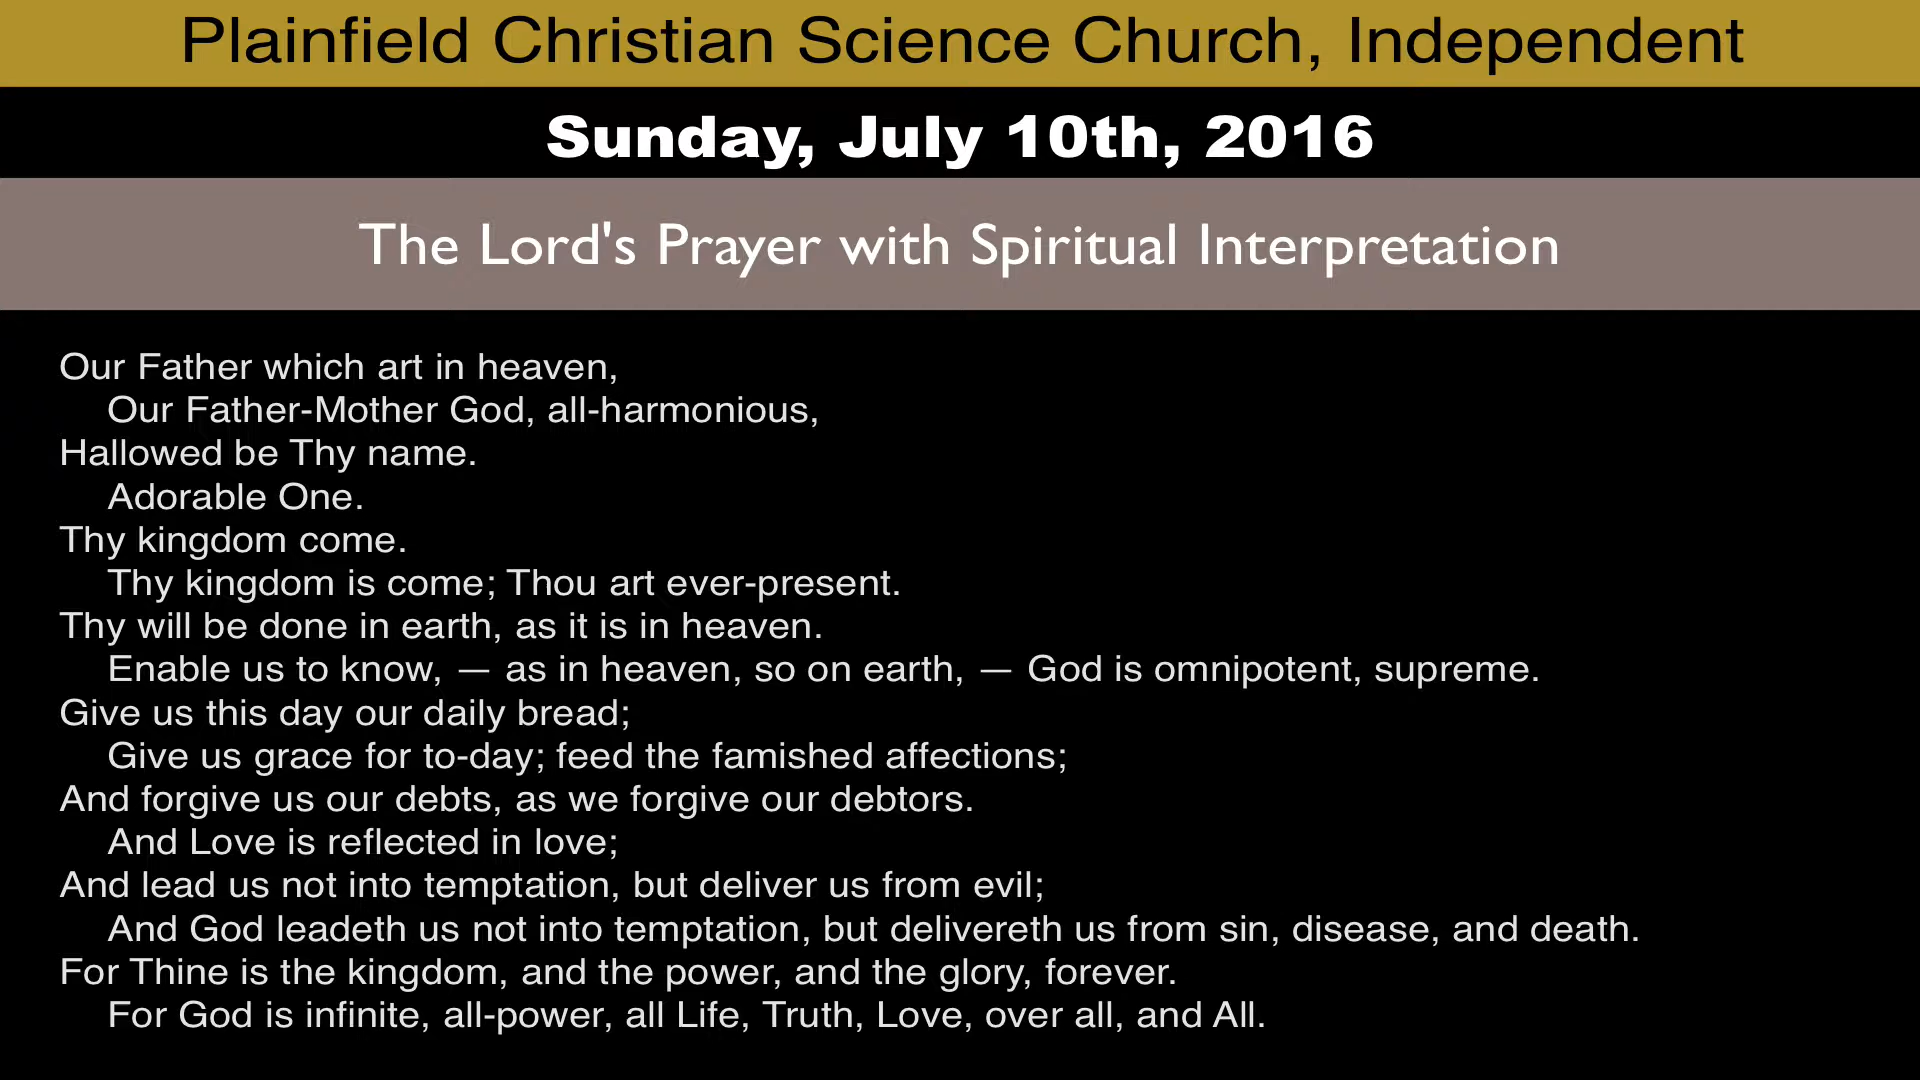 Plainfield Christian Science Church, Independent
Sunday, July 10th, 2016
The Lord's Prayer with Spiritual Interpretation
Our Father which art in heaven,
Our Father-Mother God, all-harmonious,
Hallowed be Thy name.
Adorable One.
Thy kingdom come.
Thy kingdom is come; Thou art ever-present.
Thy will be done in earth, as it is in heaven.
Enable us to know, — as in heaven, so on earth, — God is omnipotent, supreme.
Give us this day our daily bread;
Give us grace for to-day; feed the famished affections;
And forgive us our debts, as we forgive our debtors.
And Love is reflected in love;
And lead us not into temptation, but deliver us from evil;
And God leadeth us not into temptation, but delivereth us from sin, disease, and death.
For Thine is the kingdom, and the power, and the glory, forever.
For God is infinite, all-power, all Life, Truth, Love, over all, and All.